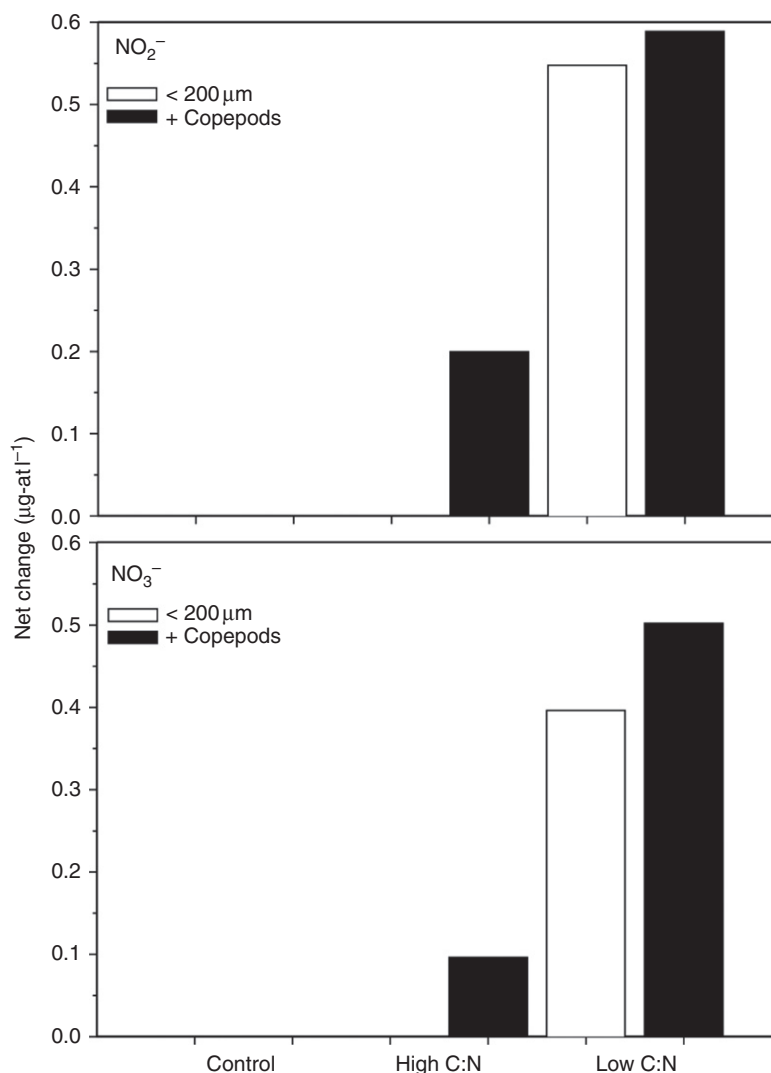 0.6
NO₂⁻
< 200 µm
+ Copepods
0.5
0.4
0.3
0.2
0.1
0.0
Net change (µg-at l⁻¹)
0.6
NO₃⁻
< 200 µm
+ Copepods
0.5
0.4
0.3
0.2
0.1
0.0
Control High C:N Low C:N